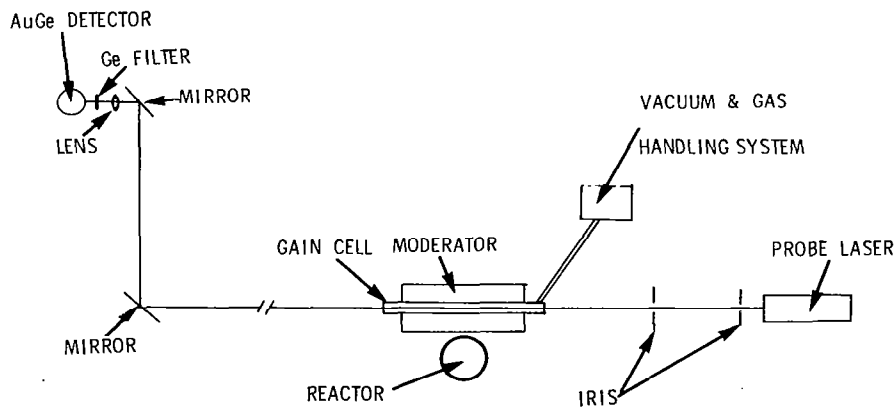 AuGe DETECTOR
Ge FILTER
MIRROR
LENS
VACUUM & GAS
HANDLING SYSTEM
GAIN CELL
MODERATOR
PROBE LASER
MIRROR
REACTOR
IRIS